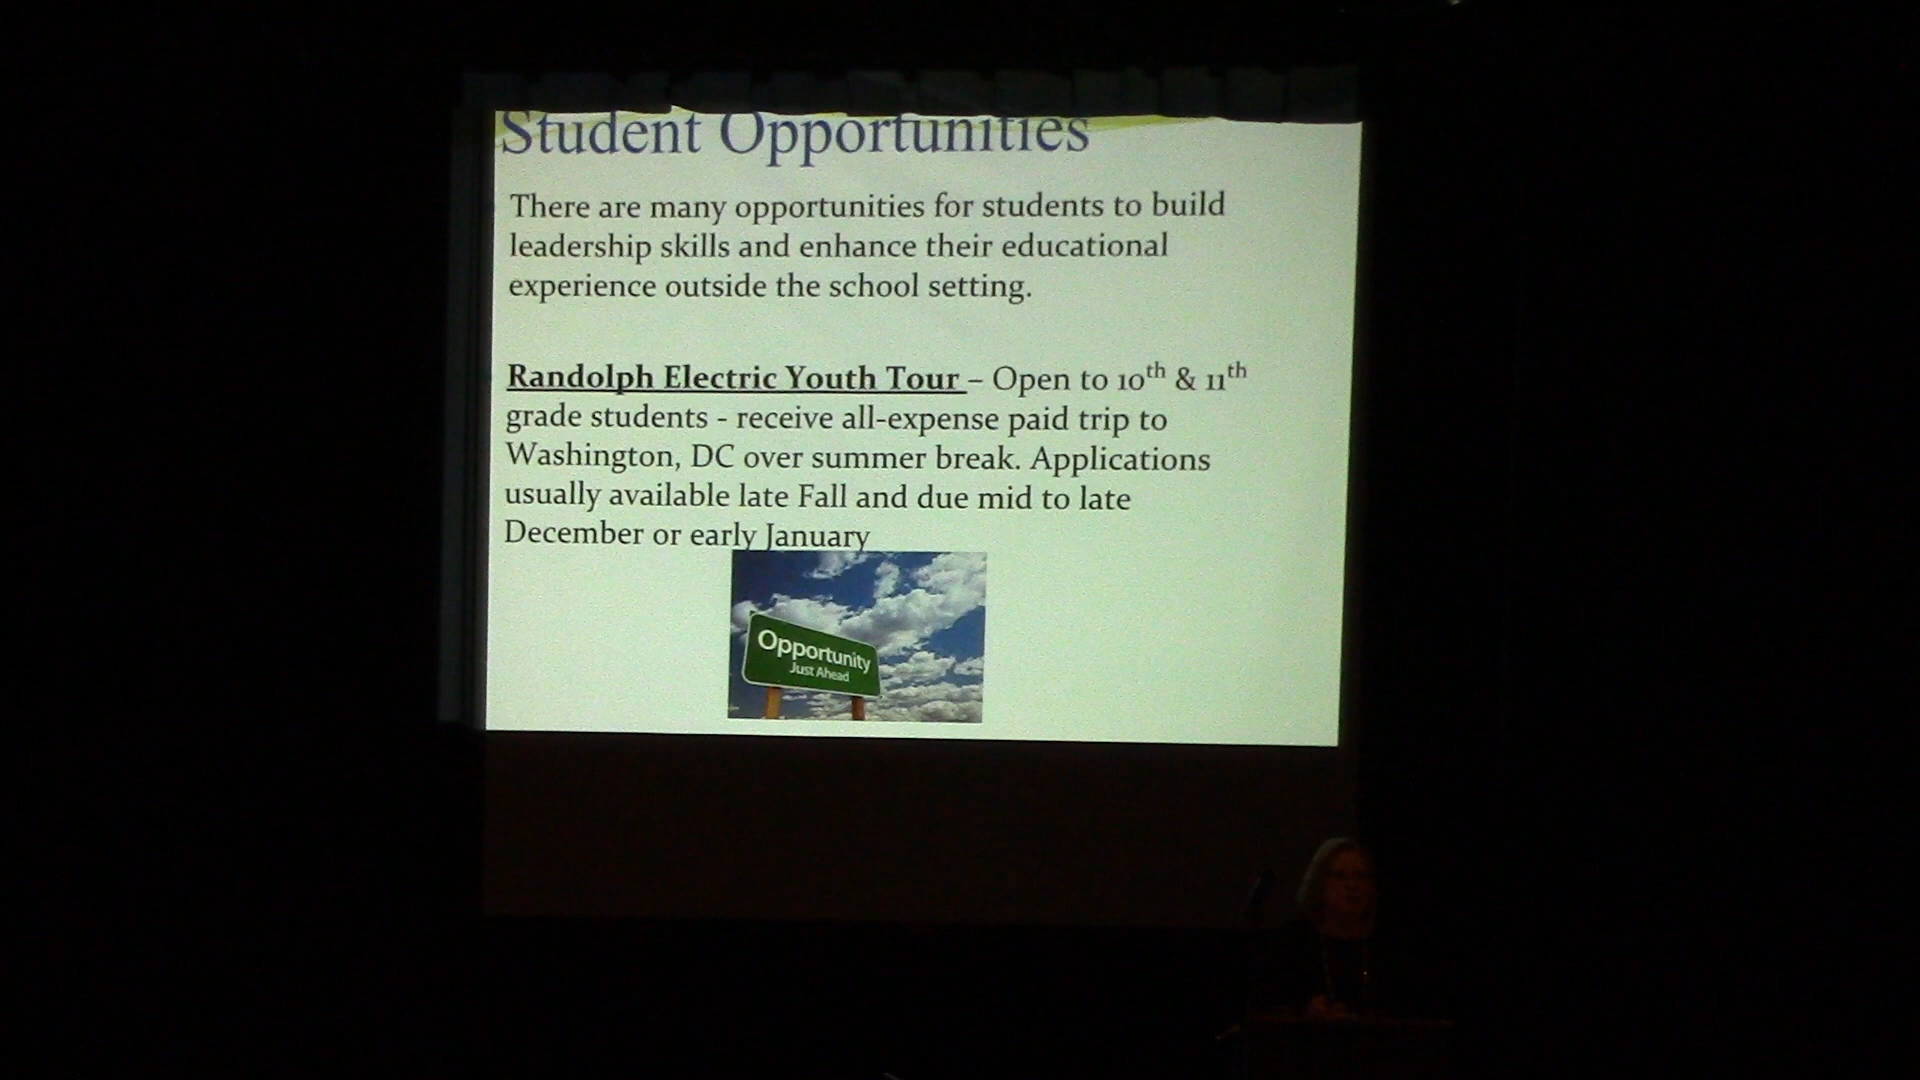 Student Opportunities
There are many opportunities for students to build
leadership skills and enhance their educational
experience outside the school setting.
Randolph Electric Youth Tour – Open to 10th & 11th
grade students - receive all-expense paid trip to
Washington, DC over summer break. Applications
usually available late Fall and due mid to late
December or early January
Opportunity
Just Ahead